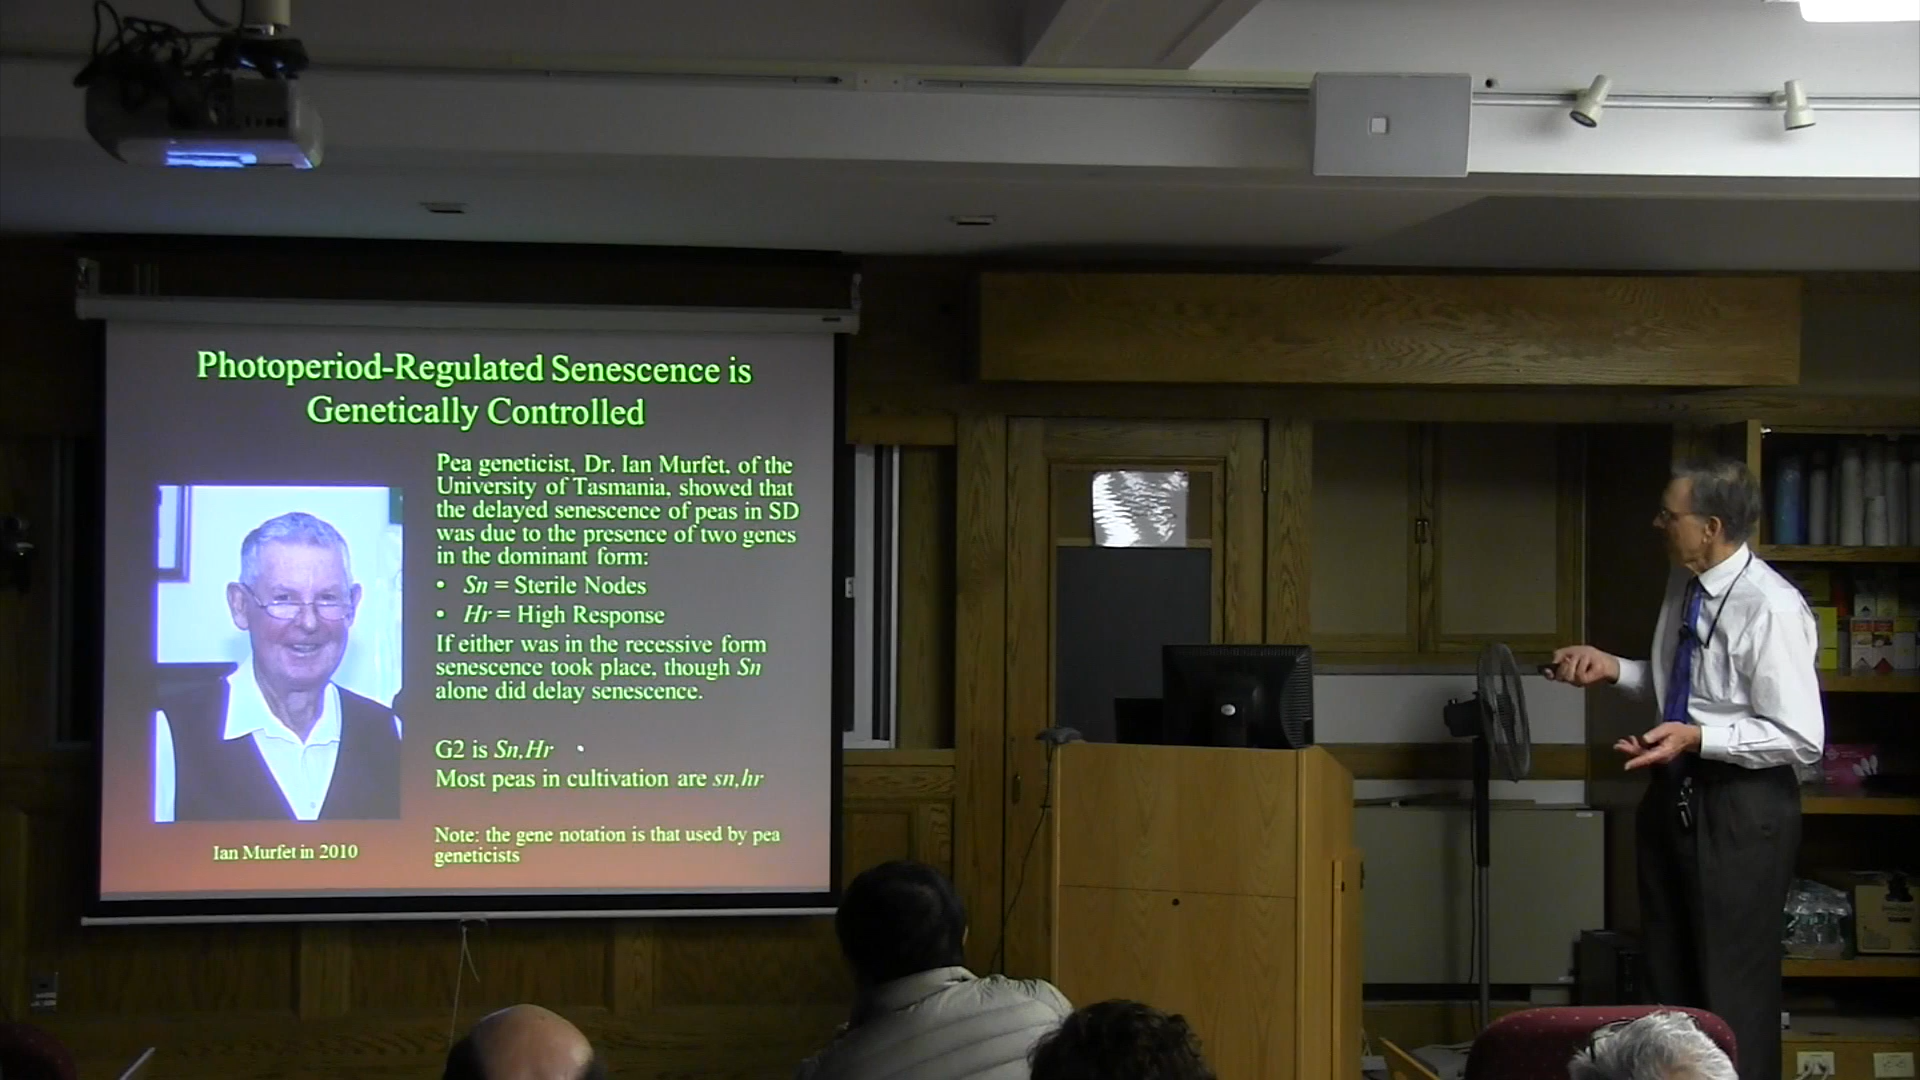 Photoperiod-Regulated Senescence is
Genetically Controlled
Pea geneticist, Dr. Ian Murfet, of the
University of Tasmania, showed that
the delayed senescence of peas in SD
was due to the presence of two genes
in the dominant form:
• Sn = Sterile Nodes
• Hr = High Response
If either was in the recessive form
senescence took place, though Sn
alone did delay senescence.
G2 is Sn,Hr
Most peas in cultivation are sn,hr
Note: the gene notation is that used by pea
geneticists
Ian Murfet in 2010